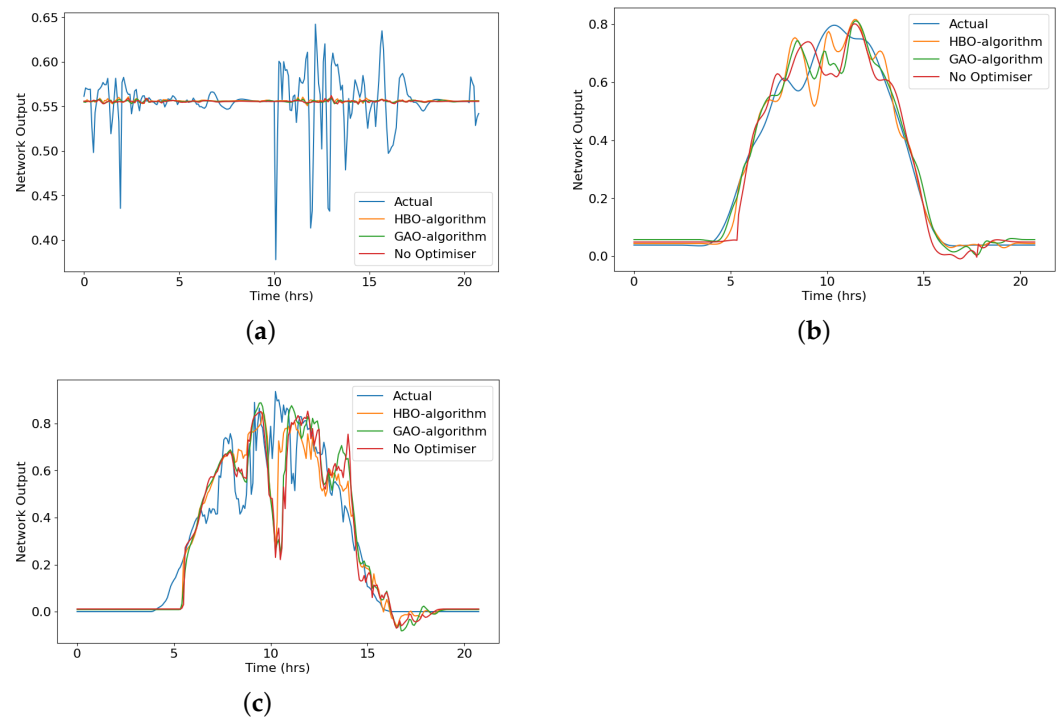 0.65
0.60
0.55
0.50
0.45
0.40
Network Output
0
5
10
15
20
Time (hrs)
Actual
HBO-algorithm
GAO-algorithm
No Optimiser
(a)
0.8
0.6
0.4
0.2
0.0
Network Output
0
5
10
15
20
Time (hrs)
Actual
HBO-algorithm
GAO-algorithm
No Optimiser
(b)
0.8
0.6
0.4
0.2
0.0
Network Output
0
5
10
15
20
Time (hrs)
Actual
HBO-algorithm
GAO-algorithm
No Optimiser
(c)